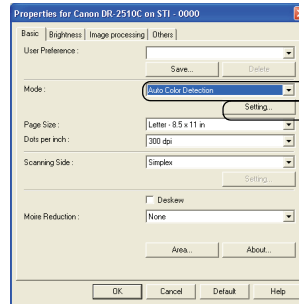 Properties for Canon DR-2510C on STI - 0000
Basic Brightness Image processing Others
User Preference :
Save... Delete
Mode : Auto Color Detection
Setting...
Page Size : Letter - 8.5 x 11 in
Dots per inch : 300 dpi
Scanning Side : Simplex
Setting...
Deskew
Moire Reduction : None
Area... About...
OK Cancel Default Help